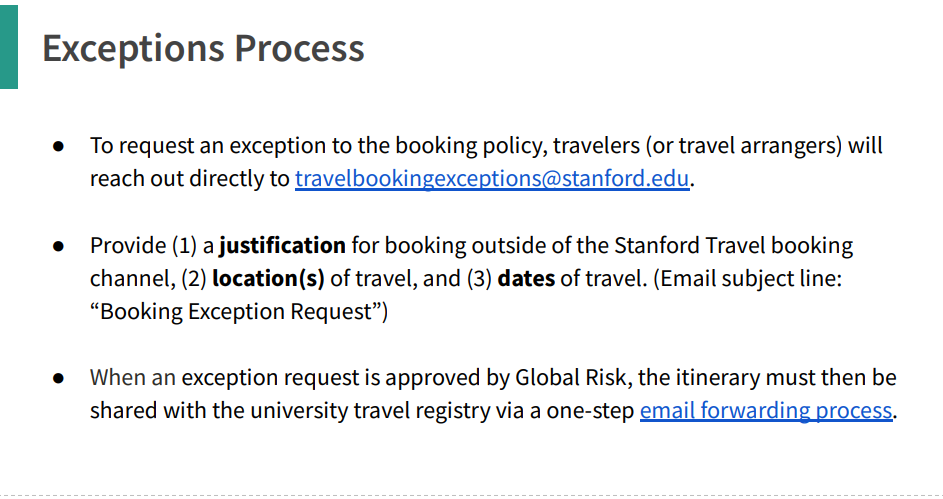 Exceptions Process
● To request an exception to the booking policy, travelers (or travel arrangers) will
reach out directly to travelbookingexceptions@stanford.edu.
● Provide (1) a justification for booking outside of the Stanford Travel booking
channel, (2) location(s) of travel, and (3) dates of travel. (Email subject line:
“Booking Exception Request”)
● When an exception request is approved by Global Risk, the itinerary must then be
shared with the university travel registry via a one-step email forwarding process.